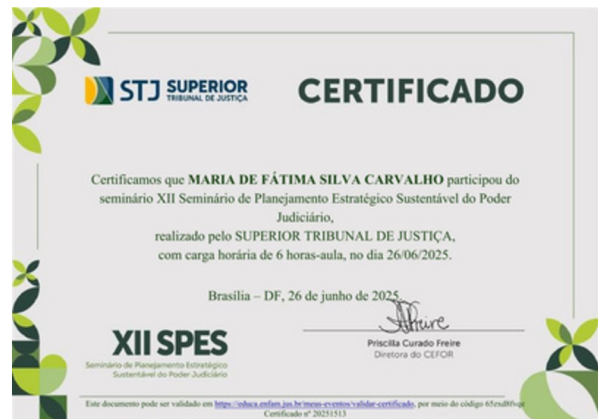 STJ SUPERIOR
TRIBUNAL DE JUSTIÇA
CERTIFICADO
Certificamos que MARIA DE FÁTIMA SILVA CARVALHO participou do
seminário XII Seminário de Planejamento Estratégico Sustentável do Poder
Judiciário,
realizado pelo SUPERIOR TRIBUNAL DE JUSTIÇA,
com carga horária de 6 horas-aula, no dia 26/06/2025.
Brasília – DF, 26 de junho de 2025.
Priscilla Curado Freire
Diretora do CEFOR
XII SPES
Seminário de Planejamento Estratégico
Sustentável do Poder Judiciário
Este documento pode ser validado em https://educa.enfam.jus.br/meus-eventos/validar-certificado, por meio do código
Certificado nº 20251513